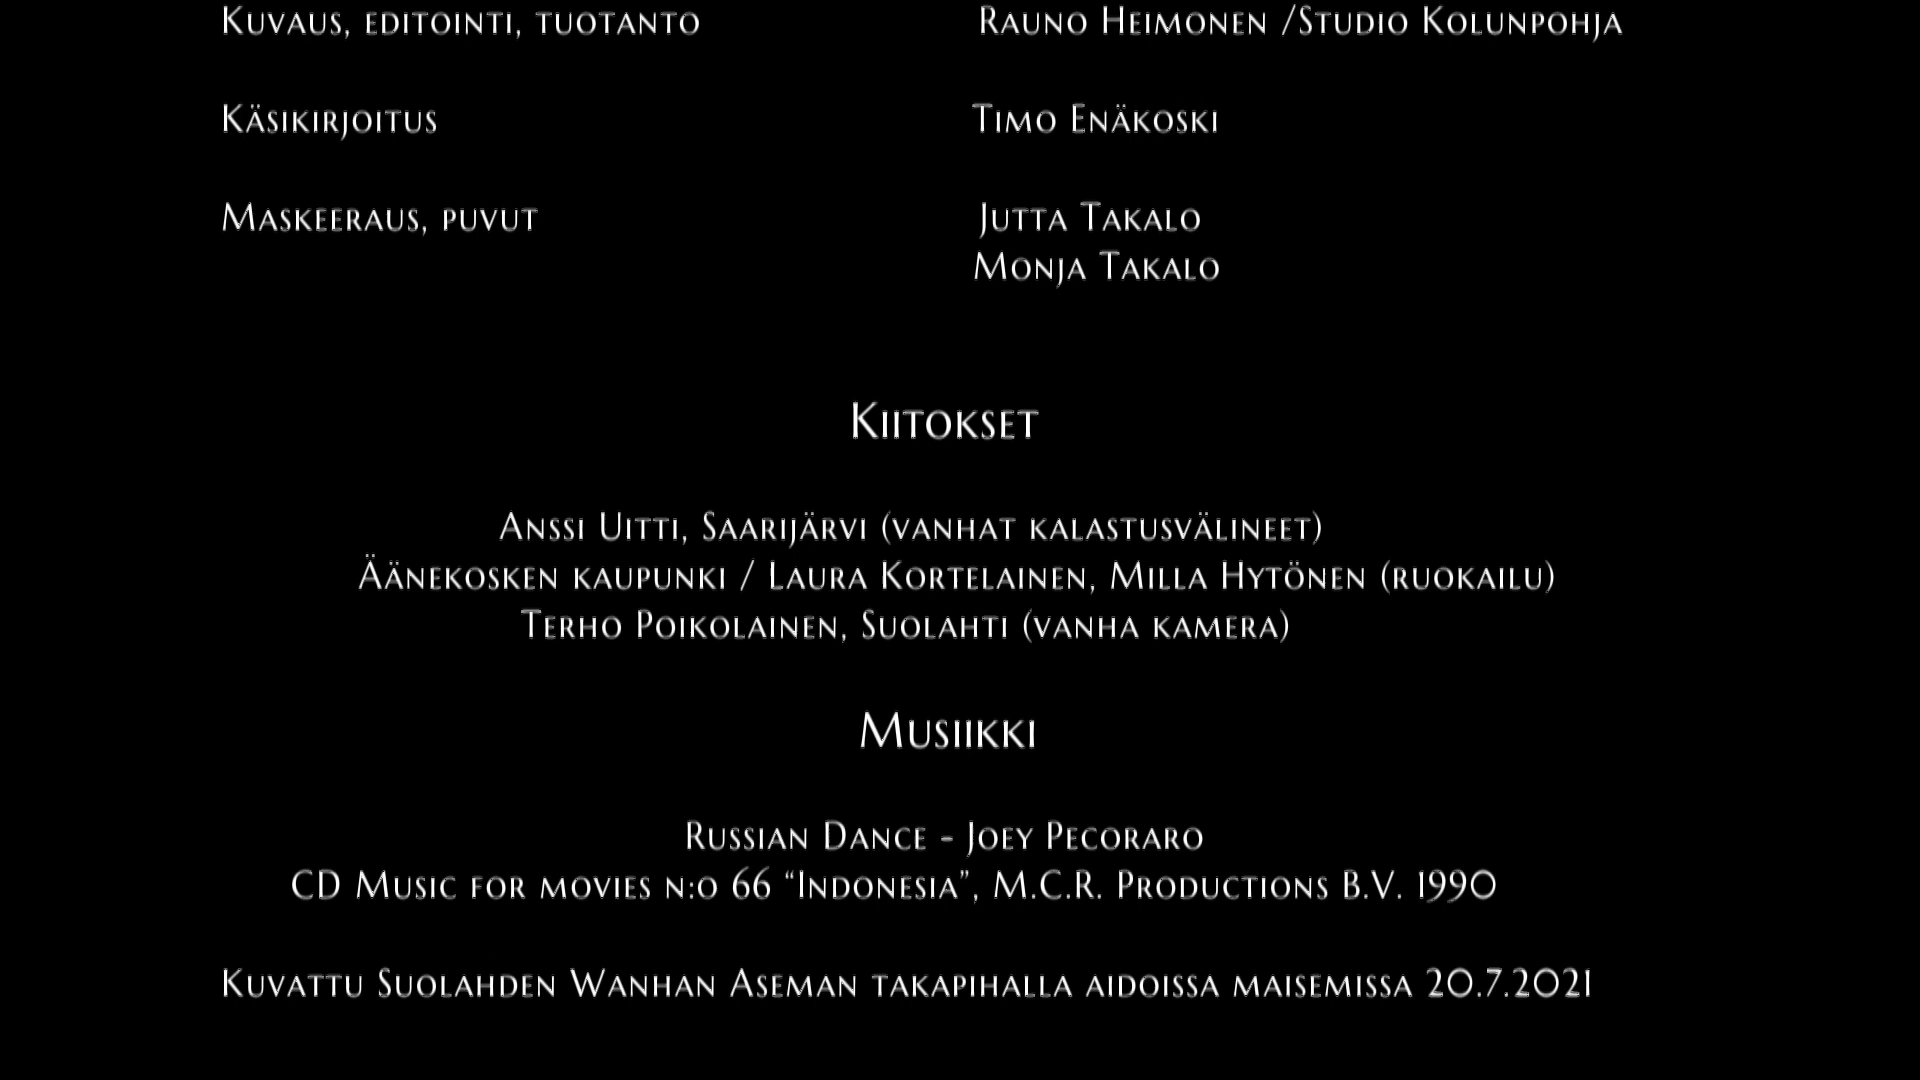 Kuvaus, editointi, tuotanto Rauno Heimonen /Studio Kolunpohja
Käsikirjoitus Timo Enäkoski
Maskeeraus, puvut Jutta Takalo
Monja Takalo
Kiitokset
Anssi Uitti, Saarijärvi (vanhat kalastusvälineet)
Äänekosken kaupunki / Laura Kortelainen, Milla Hytönen (ruokailu)
Terho Poikolainen, Suolahti (vanha kamera)
Musiikki
Russian Dance - Joey Pecoraro
CD Music for movies n:o 66 “Indonesia”, M.C.R. Productions B.V. 1990
Kuvattu Suolahden Wanhan Aseman takapihalla aidoissa maisemissa 20.7.2021